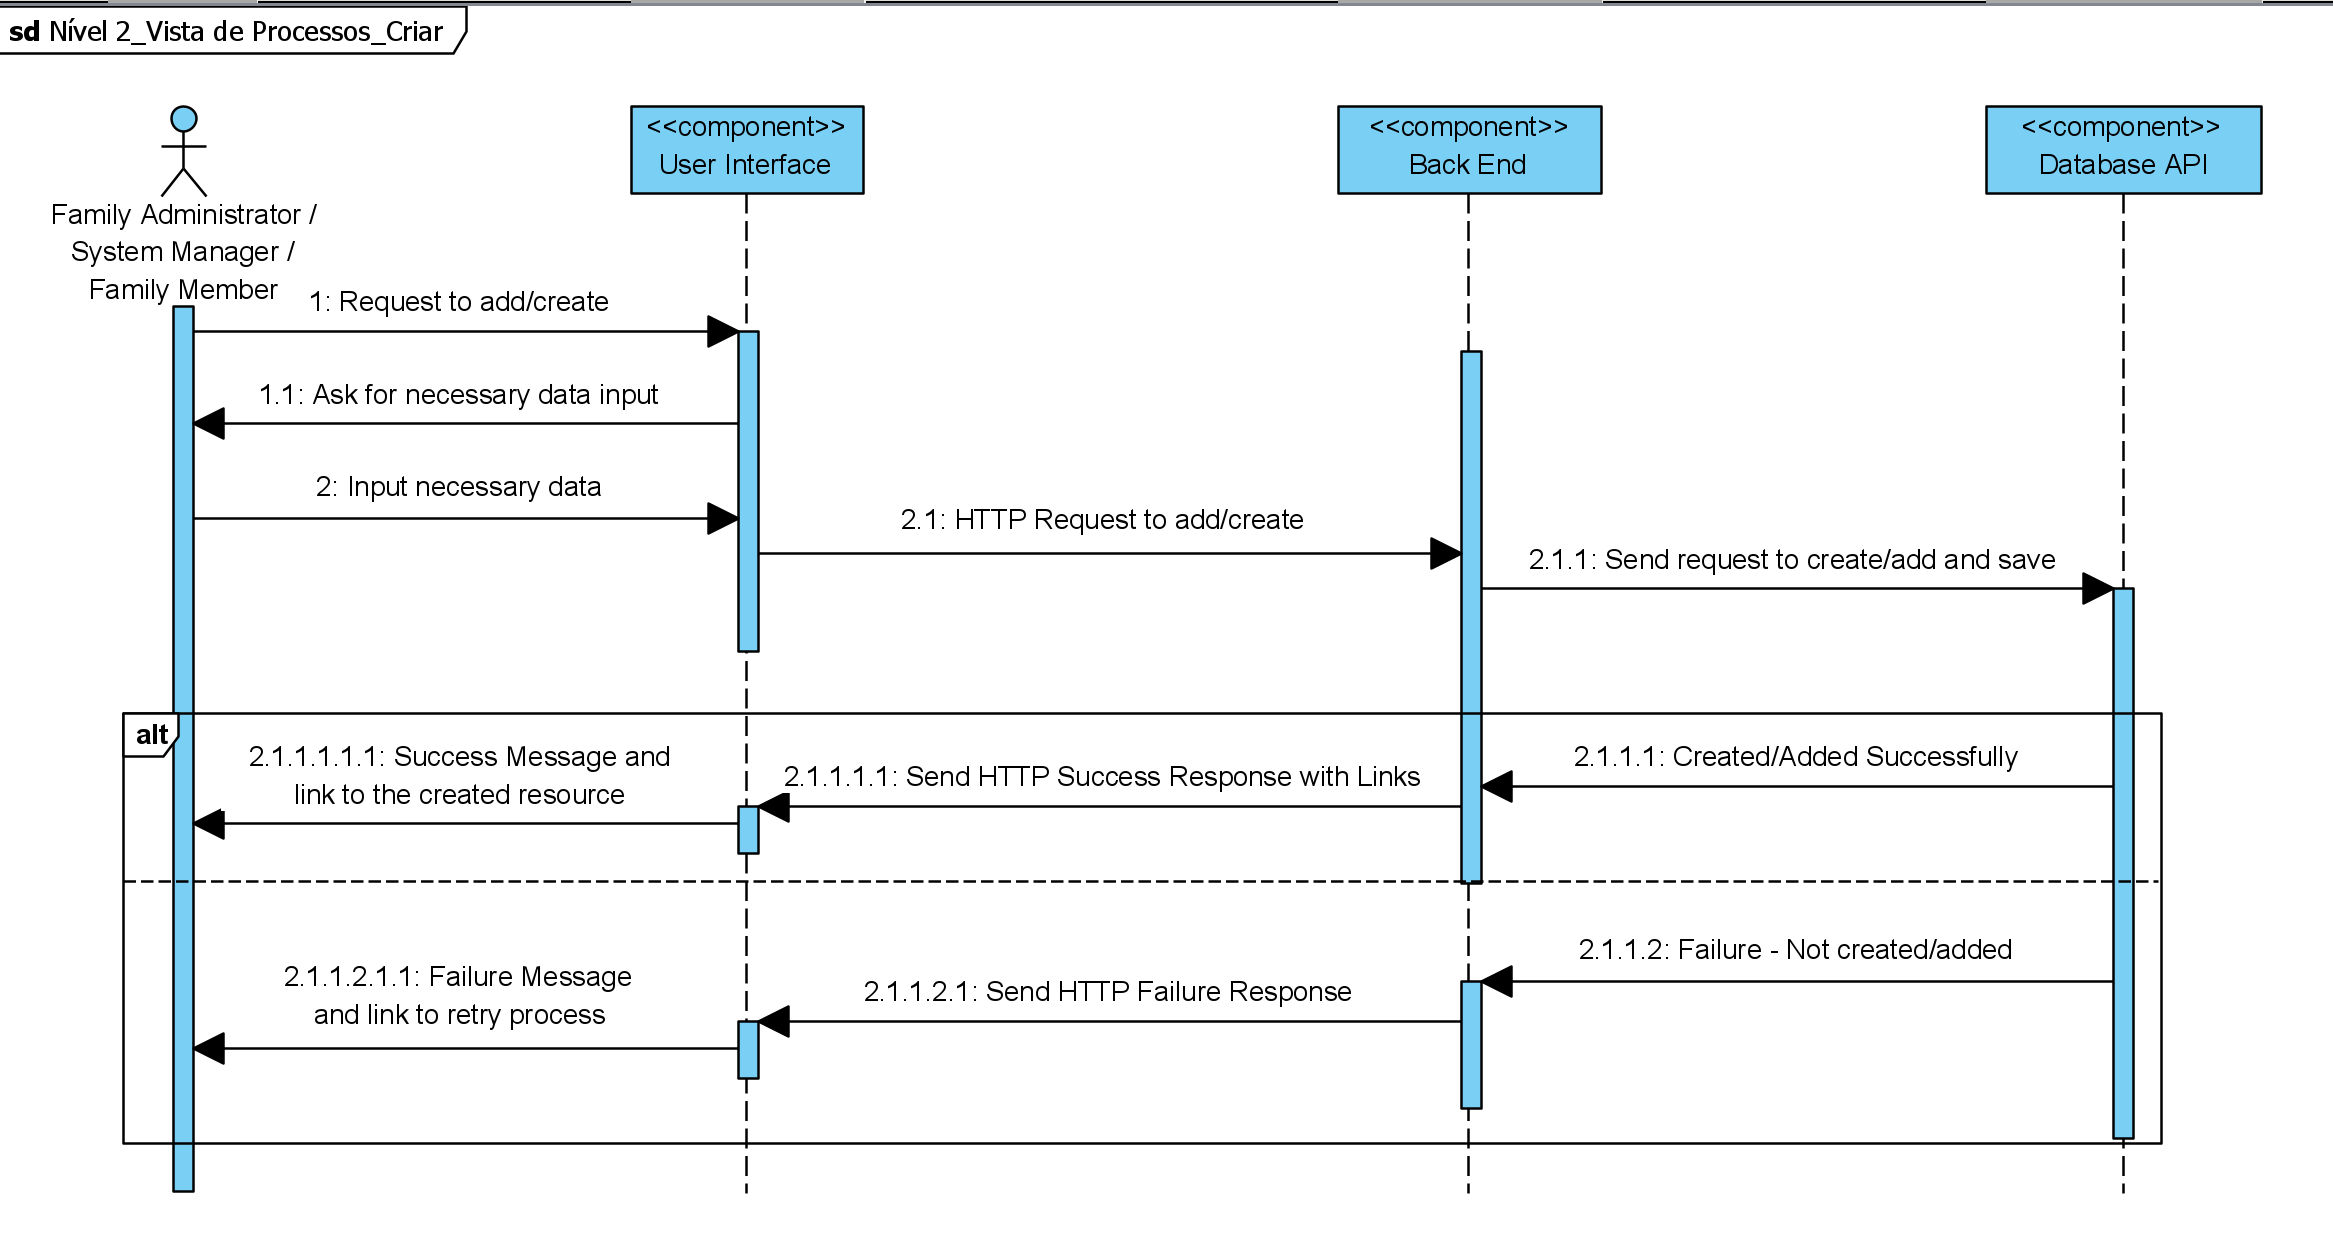 sd Nível 2_Vista de Processos_Criar
<<component>>
User Interface
<<component>>
Back End
<<component>>
Database API
Family Administrator /
System Manager /
Family Member
1: Request to add/create
1.1: Ask for necessary data input
2: Input necessary data
2.1: HTTP Request to add/create
2.1.1: Send request to create/add and save
alt
2.1.1.1: Created/Added Successfully
2.1.1.1.1: Send HTTP Success Response with Links
2.1.1.1.1.1: Success Message and
link to the created resource
2.1.1.2: Failure - Not created/added
2.1.1.2.1: Send HTTP Failure Response
2.1.1.2.1.1: Failure Message
and link to retry process